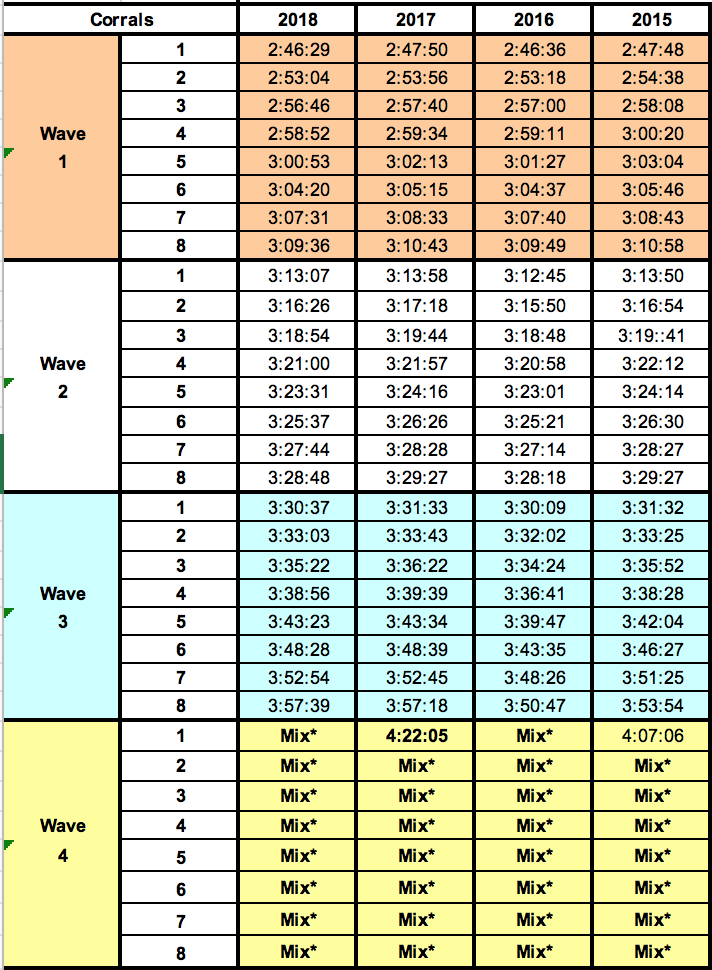 Corrals 2018 2017 2016 2015
1 2:46:29 2:47:50 2:46:36 2:47:48
2 2:53:04 2:53:56 2:53:18 2:54:38
3 2:56:46 2:57:40 2:57:00 2:58:08
Wave 4 2:58:52 2:59:34 2:59:11 3:00:20
1 5 3:00:53 3:02:13 3:01:27 3:03:04
6 3:04:20 3:05:15 3:04:37 3:05:46
7 3:07:31 3:08:33 3:07:40 3:08:43
8 3:09:36 3:10:43 3:09:49 3:10:58
1 3:13:07 3:13:58 3:12:45 3:13:50
2 3:16:26 3:17:18 3:15:50 3:16:54
3 3:18:54 3:19:44 3:18:48 3:19::41
Wave 4 3:21:00 3:21:57 3:20:58 3:22:12
2 5 3:23:31 3:24:16 3:23:01 3:24:14
6 3:25:37 3:26:26 3:25:21 3:26:30
7 3:27:44 3:28:28 3:27:14 3:28:27
8 3:28:48 3:29:27 3:28:18 3:29:27
1 3:30:37 3:31:33 3:30:09 3:31:32
2 3:33:03 3:33:43 3:32:02 3:33:25
3 3:35:22 3:36:22 3:34:24 3:35:52
Wave 4 3:38:56 3:39:39 3:36:41 3:38:28
3 5 3:43:23 3:43:34 3:39:47 3:42:04
6 3:48:28 3:48:39 3:43:35 3:46:27
7 3:52:54 3:52:45 3:48:26 3:51:25
8 3:57:39 3:57:18 3:50:47 3:53:54
1 Mix* 4:22:05 Mix* 4:07:06
2 Mix* Mix* Mix* Mix*
3 Mix* Mix* Mix* Mix*
Wave 4 Mix* Mix* Mix* Mix*
4 5 Mix* Mix* Mix* Mix*
6 Mix* Mix* Mix* Mix*
7 Mix* Mix* Mix* Mix*
8 Mix* Mix* Mix* Mix*